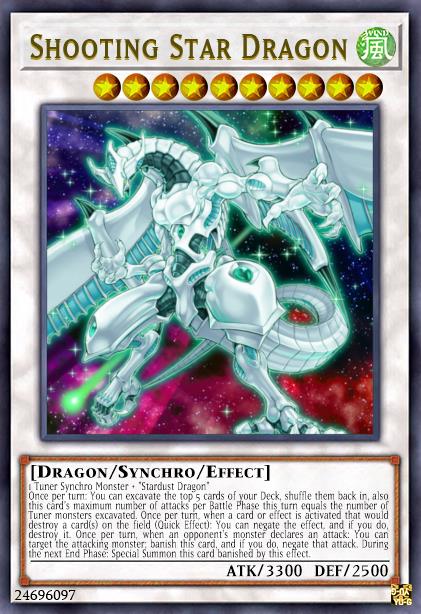 SHOOTING STAR DRAGON
WIND
風
[DRAGON/SYNCHRO/EFFECT]
1 Tuner Synchro Monster + "Stardust Dragon"
Once per turn: You can excavate the top 5 cards of your Deck, shuffle them back in, also
this card's maximum number of attacks per Battle Phase this turn equals the number of
Tuner monsters excavated. Once per turn, when a card or effect is activated that would
destroy a card(s) on the field (Quick Effect): You can negate the effect, and if you do,
destroy it. Once per turn, when an opponent's monster declares an attack: You can
target the attacking monster; banish this card, and if you do, negate that attack. During
the next End Phase: Special Summon this card banished by this effect.
ATK/3300 DEF/2500
24696097